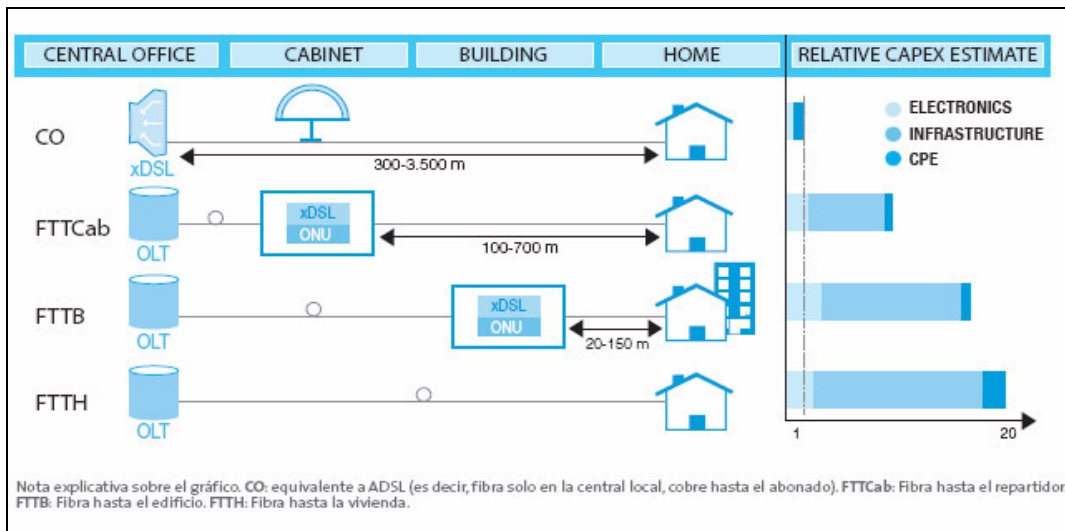 CENTRAL OFFICE CABINET BUILDING HOME RELATIVE CAPEX ESTIMATE
CO
xDSL
300-3.500 m
ELECTRONICS
INFRASTRUCTURE
CPE
FTTCab
OLT
xDSL
ONU
100-700 m
FTTB
OLT
xDSL
ONU
20-150 m
FTTH
OLT
1 20
Nota explicativa sobre el gráfico. CO: equivalente a ADSL (es decir, fibra solo en la central local, cobre hasta el abonado). FTTCab: Fibra hasta el repartidor.
FTTB: Fibra hasta el edificio. FTTH: Fibra hasta la vivienda.